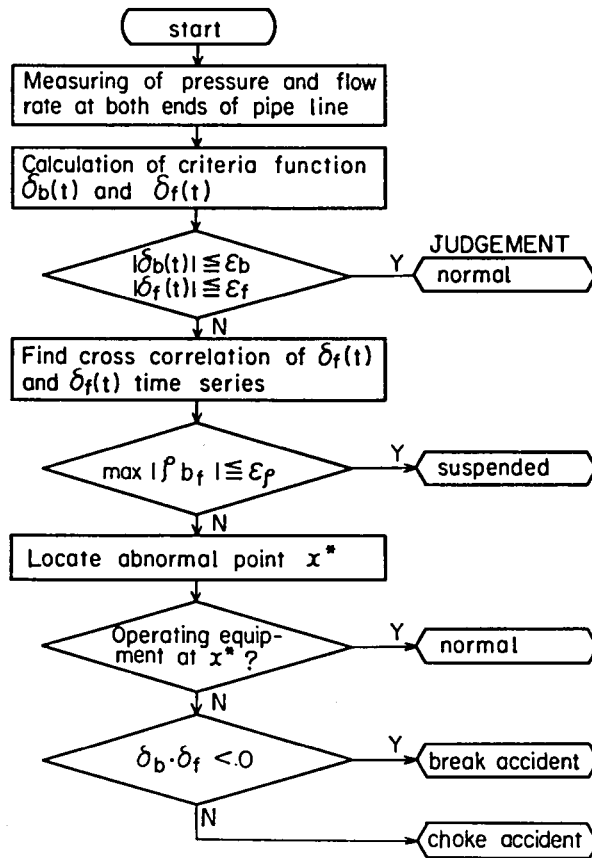 start
Measuring of pressure and flow
rate at both ends of pipe line
Calculation of criteria function
δb(t) and δf(t)
JUDGEMENT
|δb(t)| ≦ εb
|δf(t)| ≦ εf
Y
normal
N
Find cross correlation of δf(t)
and δf(t) time series
max |ρ bf | ≦ ερ
Y
suspended
N
Locate abnormal point x*
Operating equip-
ment at x* ?
Y
normal
N
δb·δf <.0
Y
break accident
N
choke accident